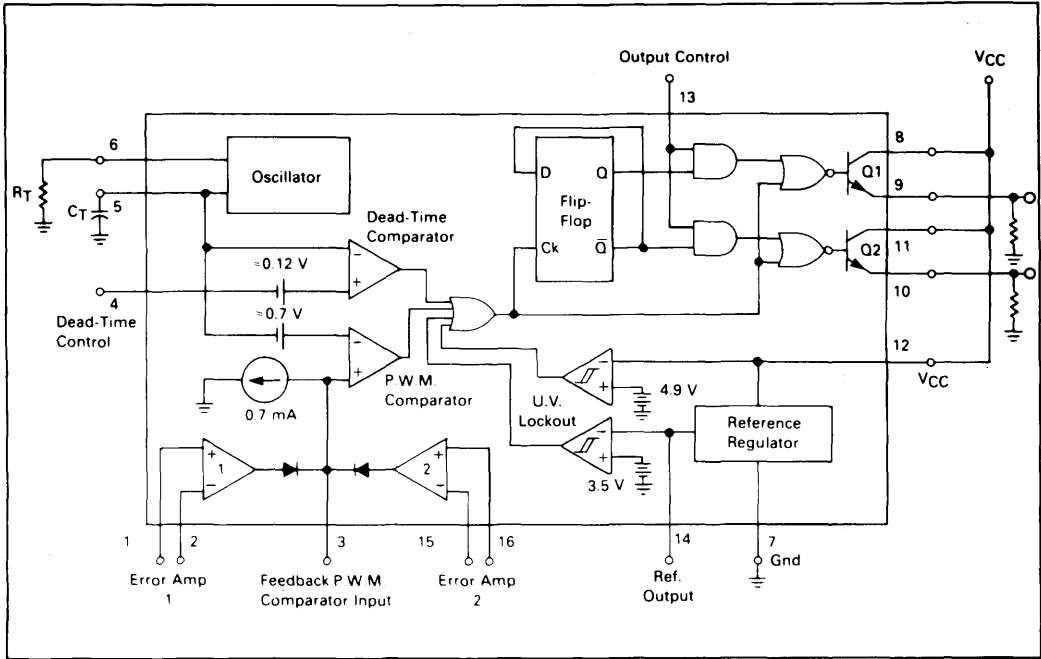 Output Control
VCC
13
6
8
Oscillator
D
Q
Q1
RT
5
CT
Flip-
Flop
9
Dead-Time
Comparator
11
Ck
Q
Q2
≈0.12 V
−
+
10
4
≈0.7 V
Dead-Time
Control
−
+
12
VCC
P.W.M.
Comparator
−
+
4.9 V
0.7 mA
U.V.
Lockout
Reference
Regulator
−
+
3.5 V
+
1
−
+
2
−
1
2
3
15
16
14
7
Gnd
Error Amp
1
Feedback P.W.M.
Comparator Input
Error Amp
2
Ref.
Output